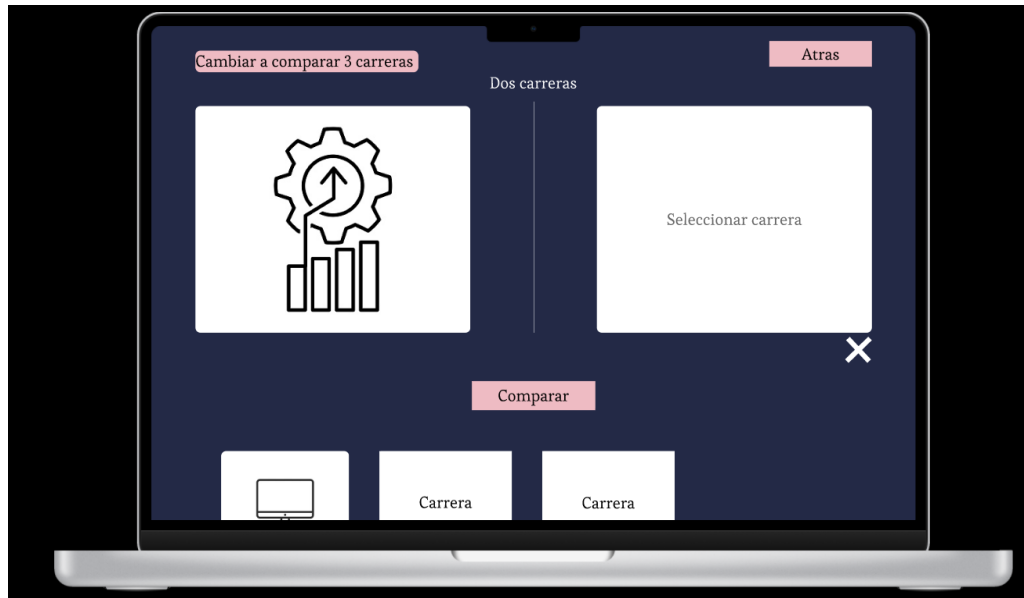 Cambiar a comparar 3 carreras
Atras
Dos carreras
Seleccionar carrera
Comparar
Carrera
Carrera